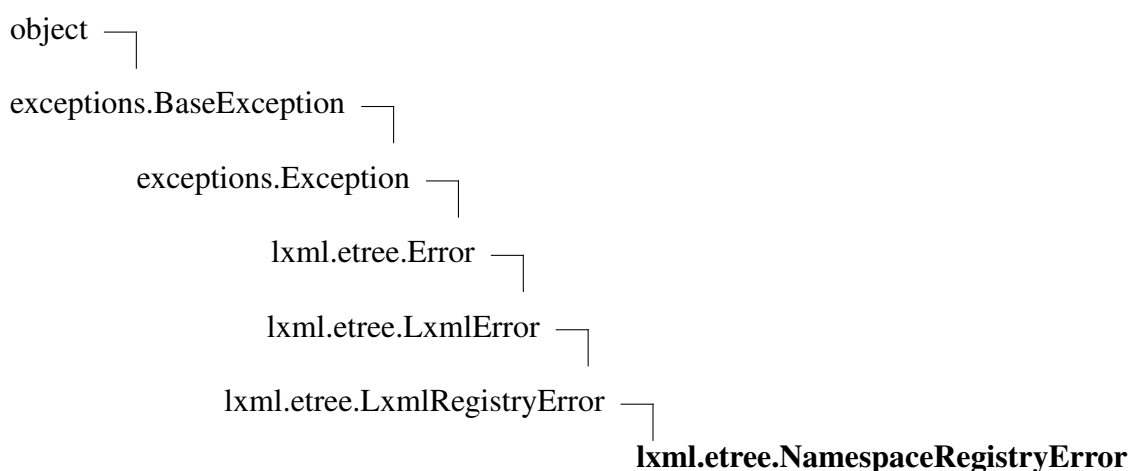 object
exceptions.BaseException
exceptions.Exception
lxml.etree.Error
lxml.etree.LxmlError
lxml.etree.LxmlRegistryError
lxml.etree.NamespaceRegistryError